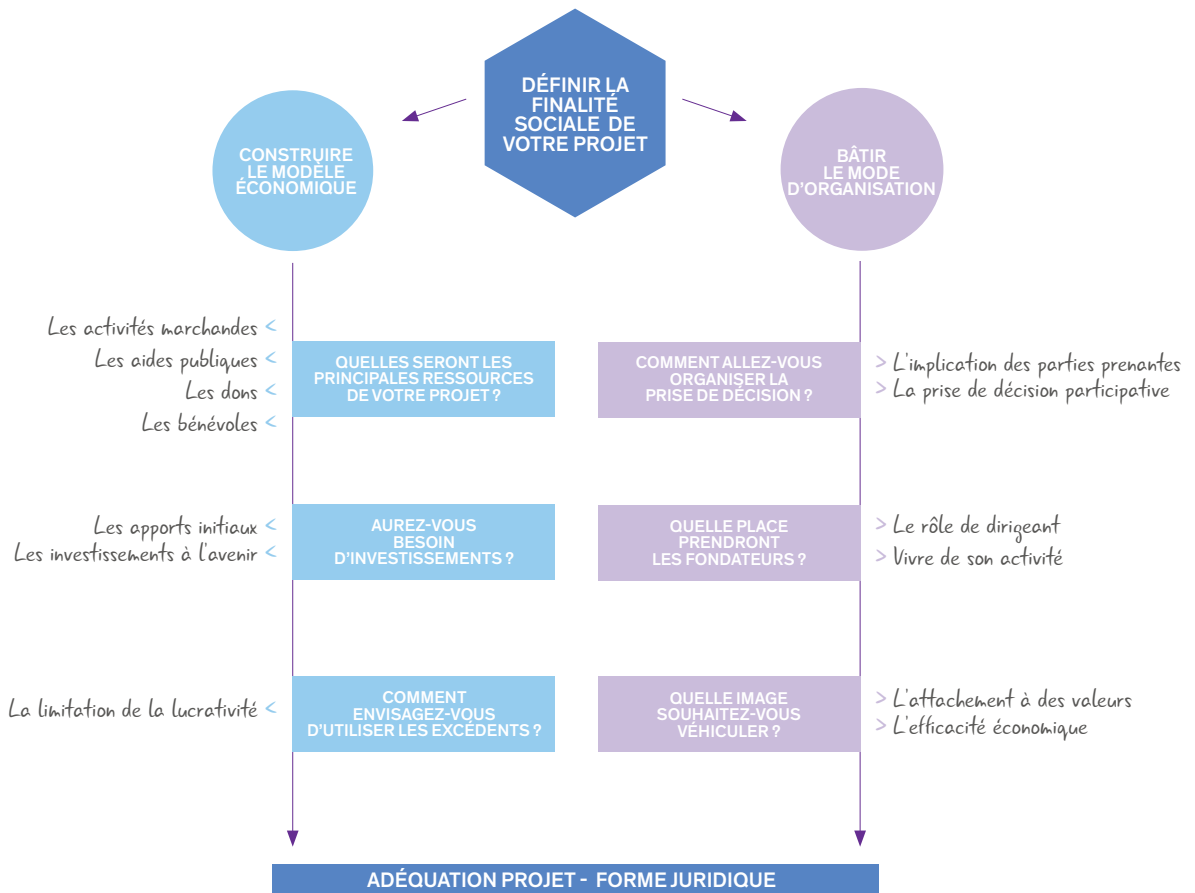 DÉFINIR LA
FINALITÉ
SOCIALE DE
VOTRE PROJET
CONSTRUIRE
LE MODÈLE
ÉCONOMIQUE
BÂTIR
LE MODE
D'ORGANISATION
Les activités marchandes <
Les aides publiques <
Les dons <
Les bénévoles <
QUELLES SERONT LES
PRINCIPALES RESSOURCES
DE VOTRE PROJET ?
COMMENT ALLEZ-VOUS
ORGANISER LA
PRISE DE DÉCISION ?
> L'implication des parties prenantes
> La prise de décision participative
Les apports initiaux <
Les investissements à l'avenir <
AUREZ-VOUS
BESOIN
D'INVESTISSEMENTS ?
QUELLE PLACE
PRENDRONT
LES FONDATEURS ?
> Le rôle de dirigeant
> Vivre de son activité
La limitation de la lucrativité <
COMMENT
ENVISAGEZ-VOUS
D'UTILISER LES EXCÉDENTS ?
QUELLE IMAGE
SOUHAITEZ-VOUS
VÉHICULER ?
> L'attachement à des valeurs
> L'efficacité économique
ADÉQUATION PROJET - FORME JURIDIQUE